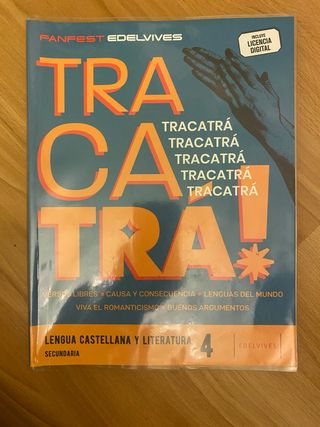 FANFEST EDELVIVES
INCLUYE
LICENCIA
DIGITAL
TRA
CA
TRÁ!
TRACATRÁ
TRACATRÁ
TRACATRÁ
TRACATRÁ
TRACATRÁ
VERSOS LIBRES • CAUSA Y CONSECUENCIA • LENGUAS DEL MUNDO
VIVA EL ROMANTICISMO • BUENOS ARGUMENTOS
LENGUA CASTELLANA Y LITERATURA 4
SECUNDARIA
EDELVIVES